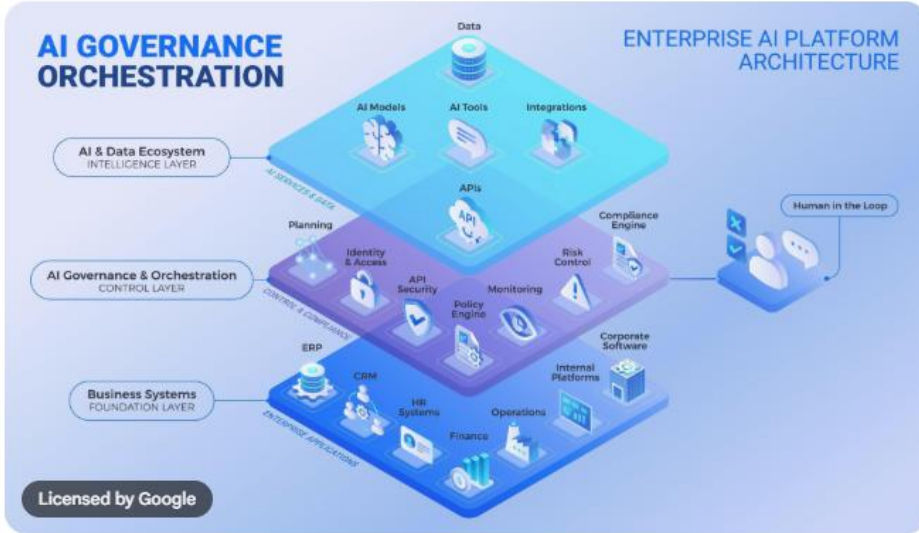 AI GOVERNANCE
ORCHESTRATION
ENTERPRISE AI PLATFORM
ARCHITECTURE
Data
AI Models
AI Tools
Integrations
APIs
API
AI & Data Ecosystem
INTELLIGENCE LAYER
AI SERVICES & DATA
Planning
Identity
& Access
API
Security
Policy
Engine
Monitoring
Risk
Control
Compliance
Engine
Human in the Loop
AI Governance & Orchestration
CONTROL LAYER
CONTROL & COMPLIANCE
ERP
CRM
HR
Systems
Finance
Operations
Internal
Platforms
Corporate
Software
Business Systems
FOUNDATION LAYER
ENTERPRISE APPLICATIONS
Licensed by Google